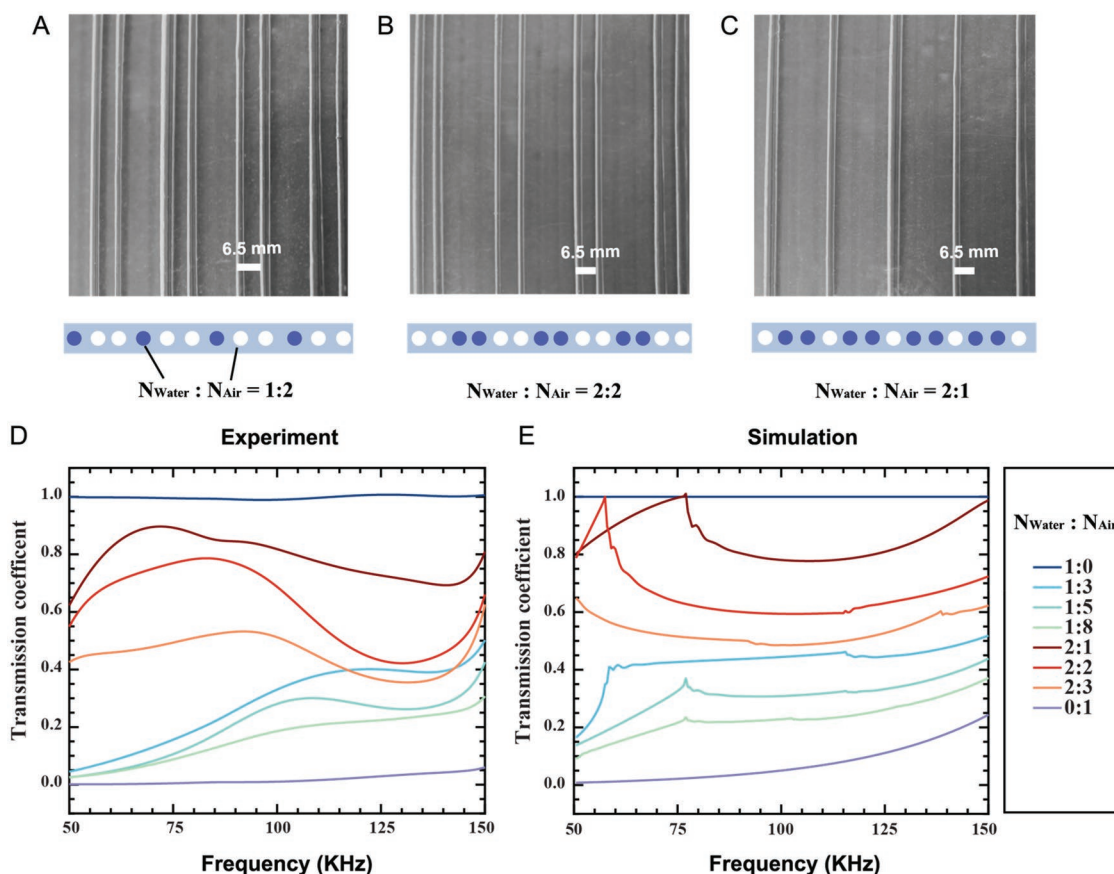 A
B
C
6.5 mm
6.5 mm
6.5 mm
NWater : NAir = 1:2
NWater : NAir = 2:2
NWater : NAir = 2:1
D
Experiment
E
Simulation
Transmission coefficent
1.0
0.8
0.6
0.4
0.2
0.0
50
75
100
125
150
Frequency (KHz)
Transmission coefficient
1.0
0.8
0.6
0.4
0.2
0.0
50
75
100
125
150
Frequency (KHz)
NWater : NAir
1:0
1:3
1:5
1:8
2:1
2:2
2:3
0:1